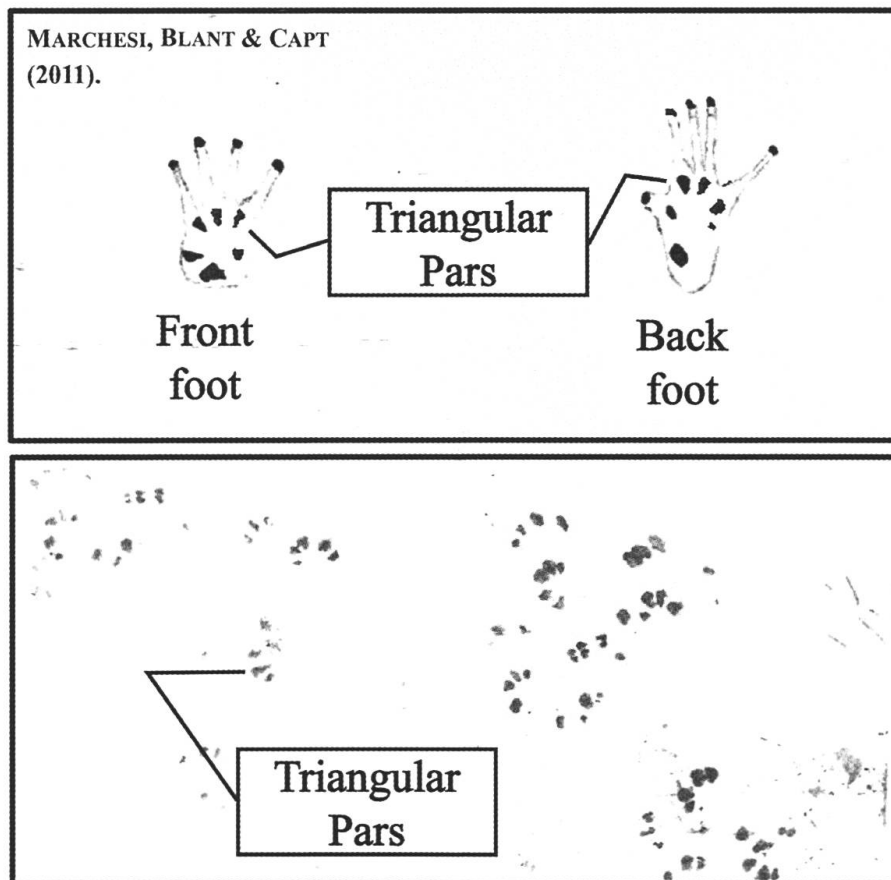 MARCHESI, BLANT & CAPT
(2011).
Triangular
Pars
Front
foot
Back
foot
Triangular
Pars